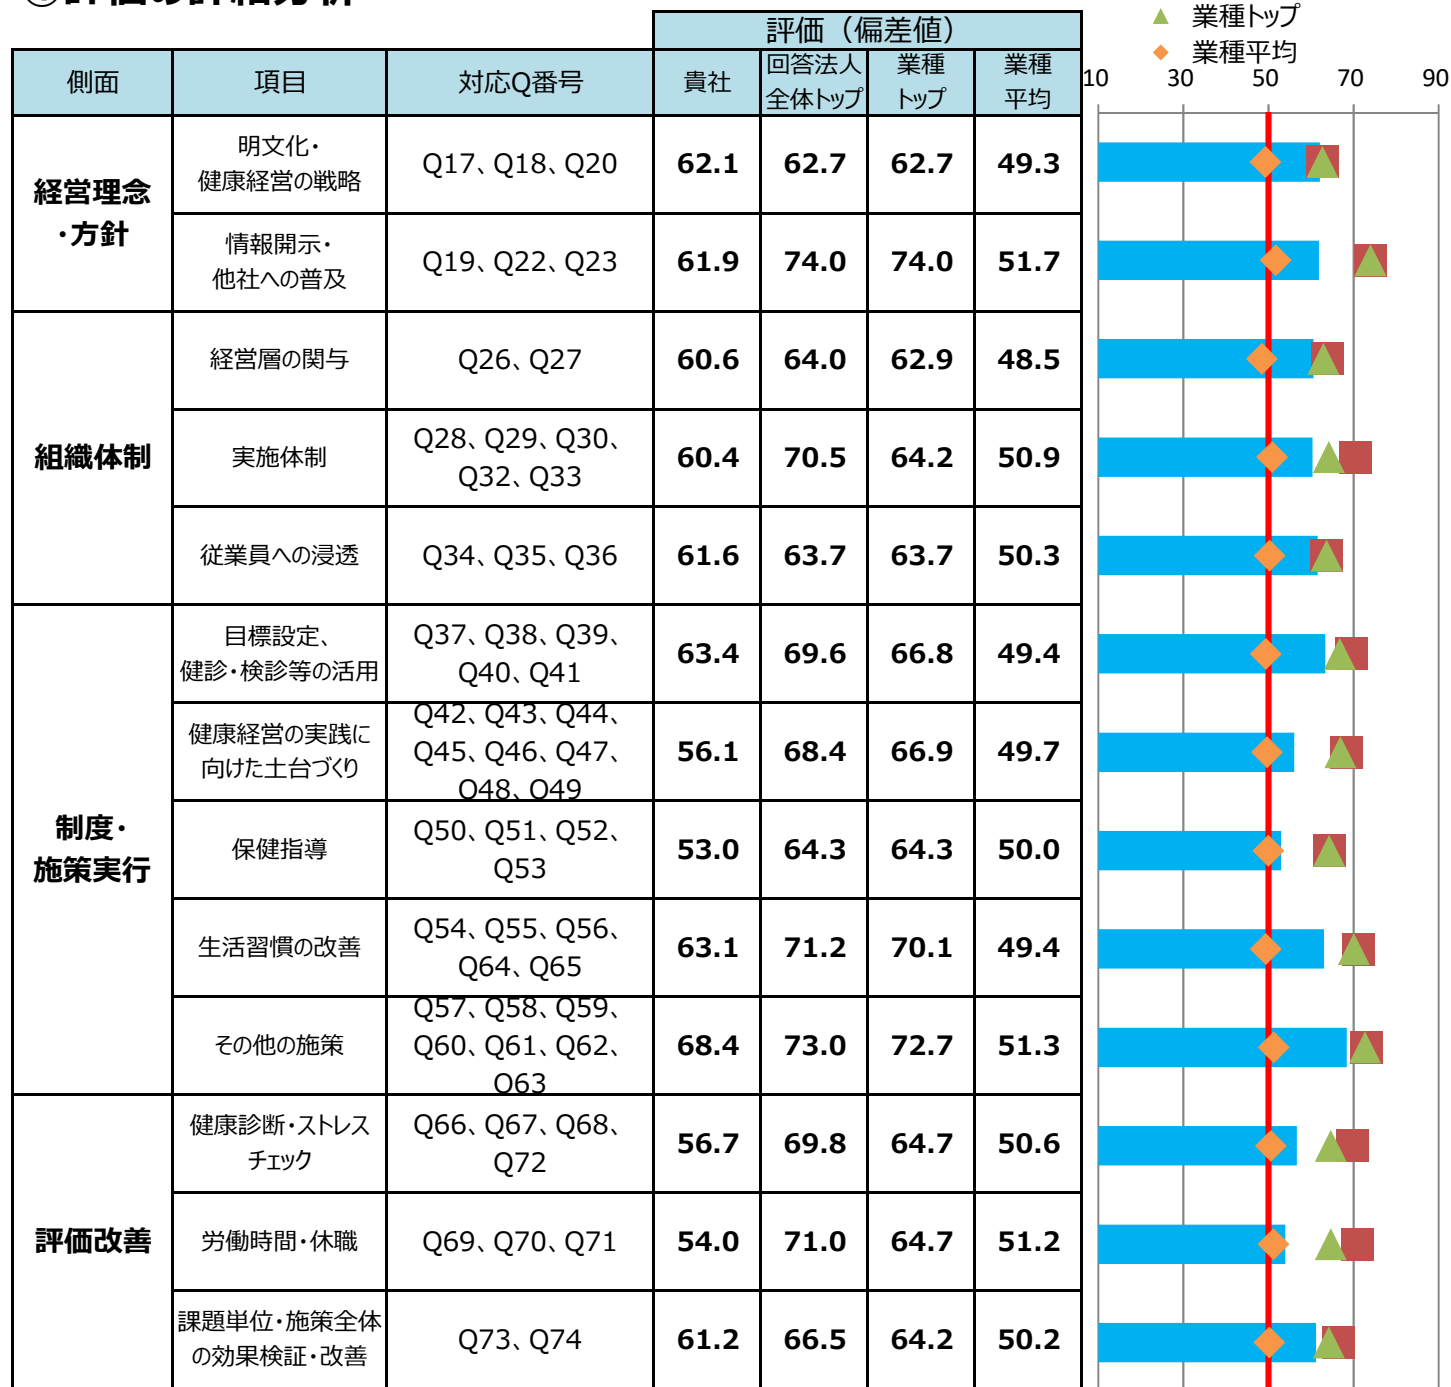 ③評価の詳細分析
▲ 業種トップ
◆ 業種平均
評価（偏差値）
側面 項目 対応Q番号 貴社 回答法人 業種 業種
全体トップ トップ 平均
10 30 50 70 90
経営理念
・方針
明文化・
健康経営の戦略
Q17、Q18、Q20 62.1 62.7 62.7 49.3
情報開示・
他社への普及
Q19、Q22、Q23 61.9 74.0 74.0 51.7
組織体制
経営層の関与 Q26、Q27 60.6 64.0 62.9 48.5
実施体制
Q28、Q29、Q30、
Q32、Q33
60.4 70.5 64.2 50.9
従業員への浸透 Q34、Q35、Q36 61.6 63.7 63.7 50.3
制度・
施策実行
目標設定、
健診・検診等の活用
Q37、Q38、Q39、
Q40、Q41
63.4 69.6 66.8 49.4
健康経営の実践に
向けた土台づくり
Q42、Q43、Q44、
Q45、Q46、Q47、
Q48、Q49
56.1 68.4 66.9 49.7
保健指導
Q50、Q51、Q52、
Q53
53.0 64.3 64.3 50.0
生活習慣の改善
Q54、Q55、Q56、
Q64、Q65
63.1 71.2 70.1 49.4
その他の施策
Q57、Q58、Q59、
Q60、Q61、Q62、
Q63
68.4 73.0 72.7 51.3
評価改善
健康診断・ストレス
チェック
Q66、Q67、Q68、
Q72
56.7 69.8 64.7 50.6
労働時間・休職 Q69、Q70、Q71 54.0 71.0 64.7 51.2
課題単位・施策全体
の効果検証・改善
Q73、Q74 61.2 66.5 64.2 50.2